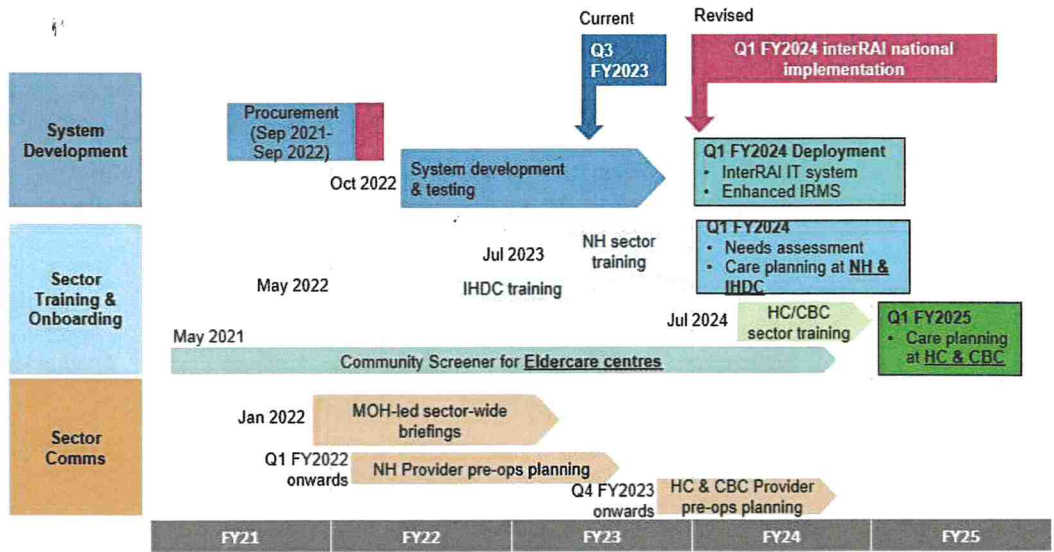 Current
Revised
Q3
FY2023
Q1 FY2024 interRAI national
implementation
System
Development
Procurement
(Sep 2021-
Sep 2022)
Oct 2022
System development
& testing
Q1 FY2024 Deployment
• InterRAI IT system
• Enhanced IRMS
Sector
Training &
Onboarding
May 2022
Jul 2023
IHDC training
NH sector
training
Q1 FY2024
• Needs assessment
• Care planning at NH &
IHDC
Jul 2024
HC/CBC
sector training
Q1 FY2025
• Care planning
at HC & CBC
May 2021
Community Screener for Eldercare centres
Sector
Comms
Jan 2022
MOH-led sector-wide
briefings
Q1 FY2022
onwards
NH Provider pre-ops planning
Q4 FY2023
onwards
HC & CBC Provider
pre-ops planning
FY21
FY22
FY23
FY24
FY25